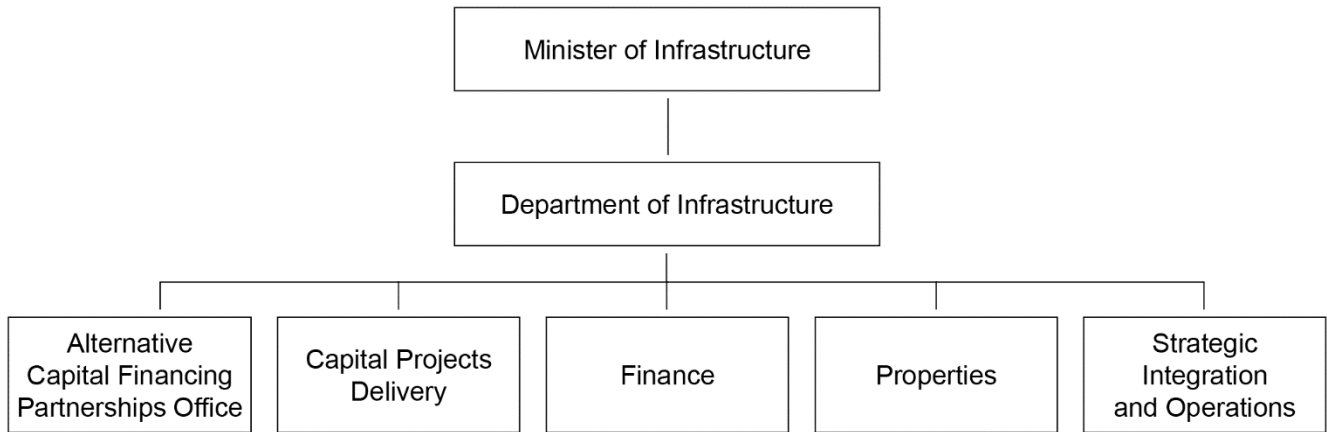 Minister of Infrastructure
Department of Infrastructure
Alternative
Capital Financing
Partnerships Office
Capital Projects
Delivery
Finance
Properties
Strategic
Integration
and Operations